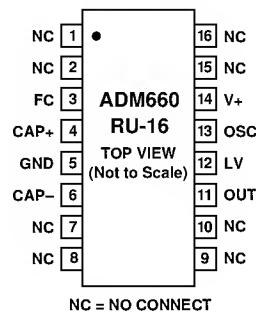 NC 1 16 NC
NC 2 15 NC
FC 3 ADM660 14 V+
CAP+ 4 RU-16 13 OSC
GND 5 TOP VIEW 12 LV
CAP– 6 (Not to Scale) 11 OUT
NC 7 10 NC
NC 8 9 NC
NC = NO CONNECT